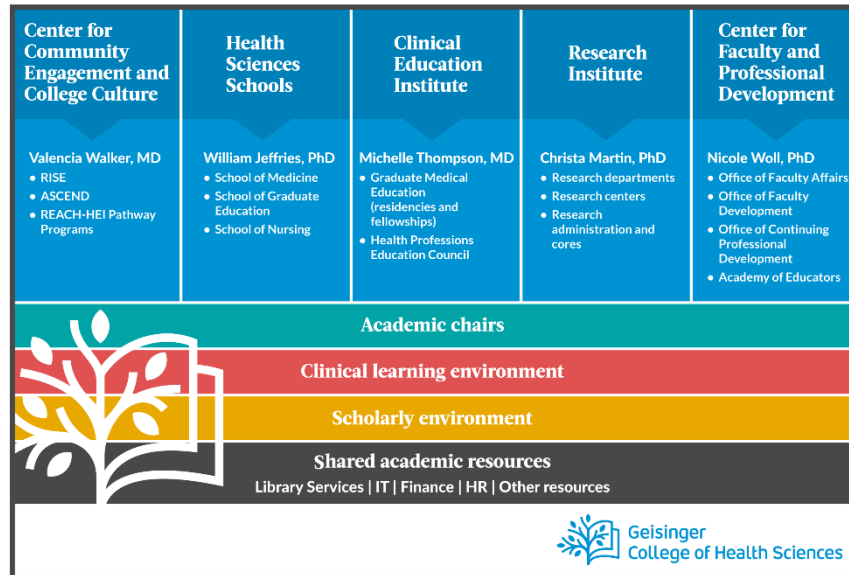 Center for
Community
Engagement and
College Culture
Valencia Walker, MD
• RISE
• ASCEND
• REACH-HEI Pathway
Programs
Health
Sciences
Schools
William Jeffries, PhD
• School of Medicine
• School of Graduate
Education
• School of Nursing
Clinical
Education
Institute
Michelle Thompson, MD
• Graduate Medical
Education
(residencies and
fellowships)
• Health Professions
Education Council
Research
Institute
Christa Martin, PhD
• Research departments
• Research centers
• Research
administration and
cores
Center for
Faculty and
Professional
Development
Nicole Woll, PhD
• Office of Faculty Affairs
• Office of Faculty
Development
• Office of Continuing
Professional
Development
• Academy of Educators
Academic chairs
Clinical learning environment
Scholarly environment
Shared academic resources
Library Services | IT | Finance | HR | Other resources
Geisinger
College of Health Sciences